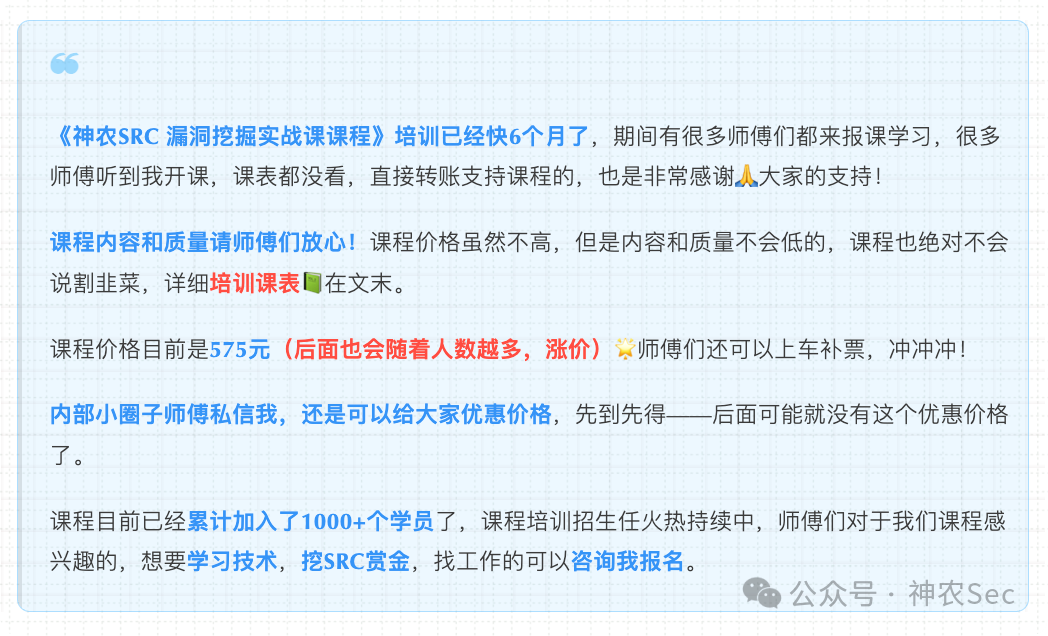 《神农SRC 漏洞挖掘实战课课程》培训已经快6个月了，期间有很多师傅们都来报课学习，很多
师傅听到我开课，课表都没看，直接转账支持课程的，也是非常感谢🙏大家的支持！
课程内容和质量请师傅们放心！课程价格虽然不高，但是内容和质量不会低的，课程也绝对不会
说割韭菜，详细培训课表📗在文末。
课程价格目前是575元（后面也会随着人数越多，涨价）🌟师傅们还可以上车补票，冲冲冲！
内部小圈子师傅私信我，还是可以给大家优惠价格，先到先得——后面可能就没有这个优惠价格
了。
课程目前已经累计加入了1000+个学员了，课程培训招生任火热持续中，师傅们对于我们课程感
兴趣的，想要学习技术，挖SRC赏金，找工作的可以咨询我报名。
公众号 · 神农Sec